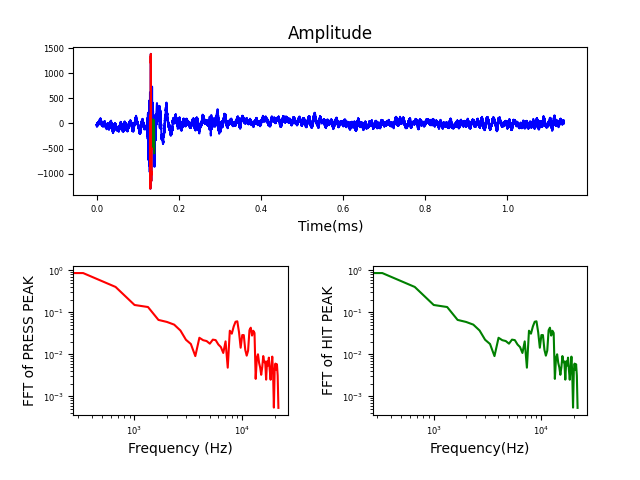 Amplitude
1500
1000
500
0
−500
−1000
0.0 0.2 0.4 0.6 0.8 1.0
Time(ms)
FFT of PRESS PEAK
10⁰
10⁻¹
10⁻²
10⁻³
10³ 10⁴
Frequency (Hz)
FFT of HIT PEAK
10⁰
10⁻¹
10⁻²
10⁻³
10³ 10⁴
Frequency(Hz)